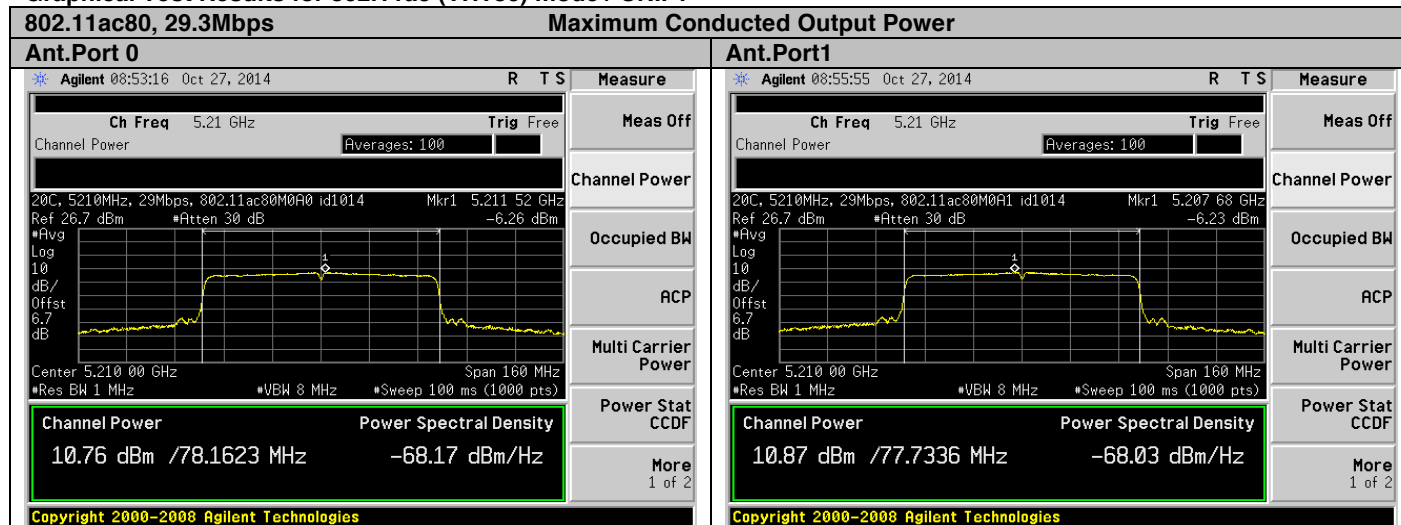 802.11ac80, 29.3Mbps Maximum Conducted Output Power
Ant.Port 0
Agilent 08:53:16 Oct 27, 2014 R T S
Measure
Ch Freq 5.21 GHz Trig Free
Meas Off
Channel Power Averages: 100
Channel Power
20C, 5210MHz, 29Mbps, 802.11ac80M0A0 id1014 Mkr1 5.211 52 GHz
Ref 26.7 dBm #Atten 30 dB -6.26 dBm
#Avg
Log
10
dB/
Offst
6.7
dB
1
Occupied BW
ACP
Multi Carrier
Power
Center 5.210 00 GHz Span 160 MHz
#Res BW 1 MHz #VBW 8 MHz #Sweep 100 ms (1000 pts)
Power Stat
CCDF
Channel Power Power Spectral Density
10.76 dBm /78.1623 MHz -68.17 dBm/Hz
More
1 of 2
Copyright 2000-2008 Agilent Technologies
Ant.Port1
Agilent 08:55:55 Oct 27, 2014 R T S
Measure
Ch Freq 5.21 GHz Trig Free
Meas Off
Channel Power Averages: 100
Channel Power
20C, 5210MHz, 29Mbps, 802.11ac80M0A1 id1014 Mkr1 5.207 68 GHz
Ref 26.7 dBm #Atten 30 dB -6.23 dBm
#Avg
Log
10
dB/
Offst
6.7
dB
1
Occupied BW
ACP
Multi Carrier
Power
Center 5.210 00 GHz Span 160 MHz
#Res BW 1 MHz #VBW 8 MHz #Sweep 100 ms (1000 pts)
Power Stat
CCDF
Channel Power Power Spectral Density
10.87 dBm /77.7336 MHz -68.03 dBm/Hz
More
1 of 2
Copyright 2000-2008 Agilent Technologies